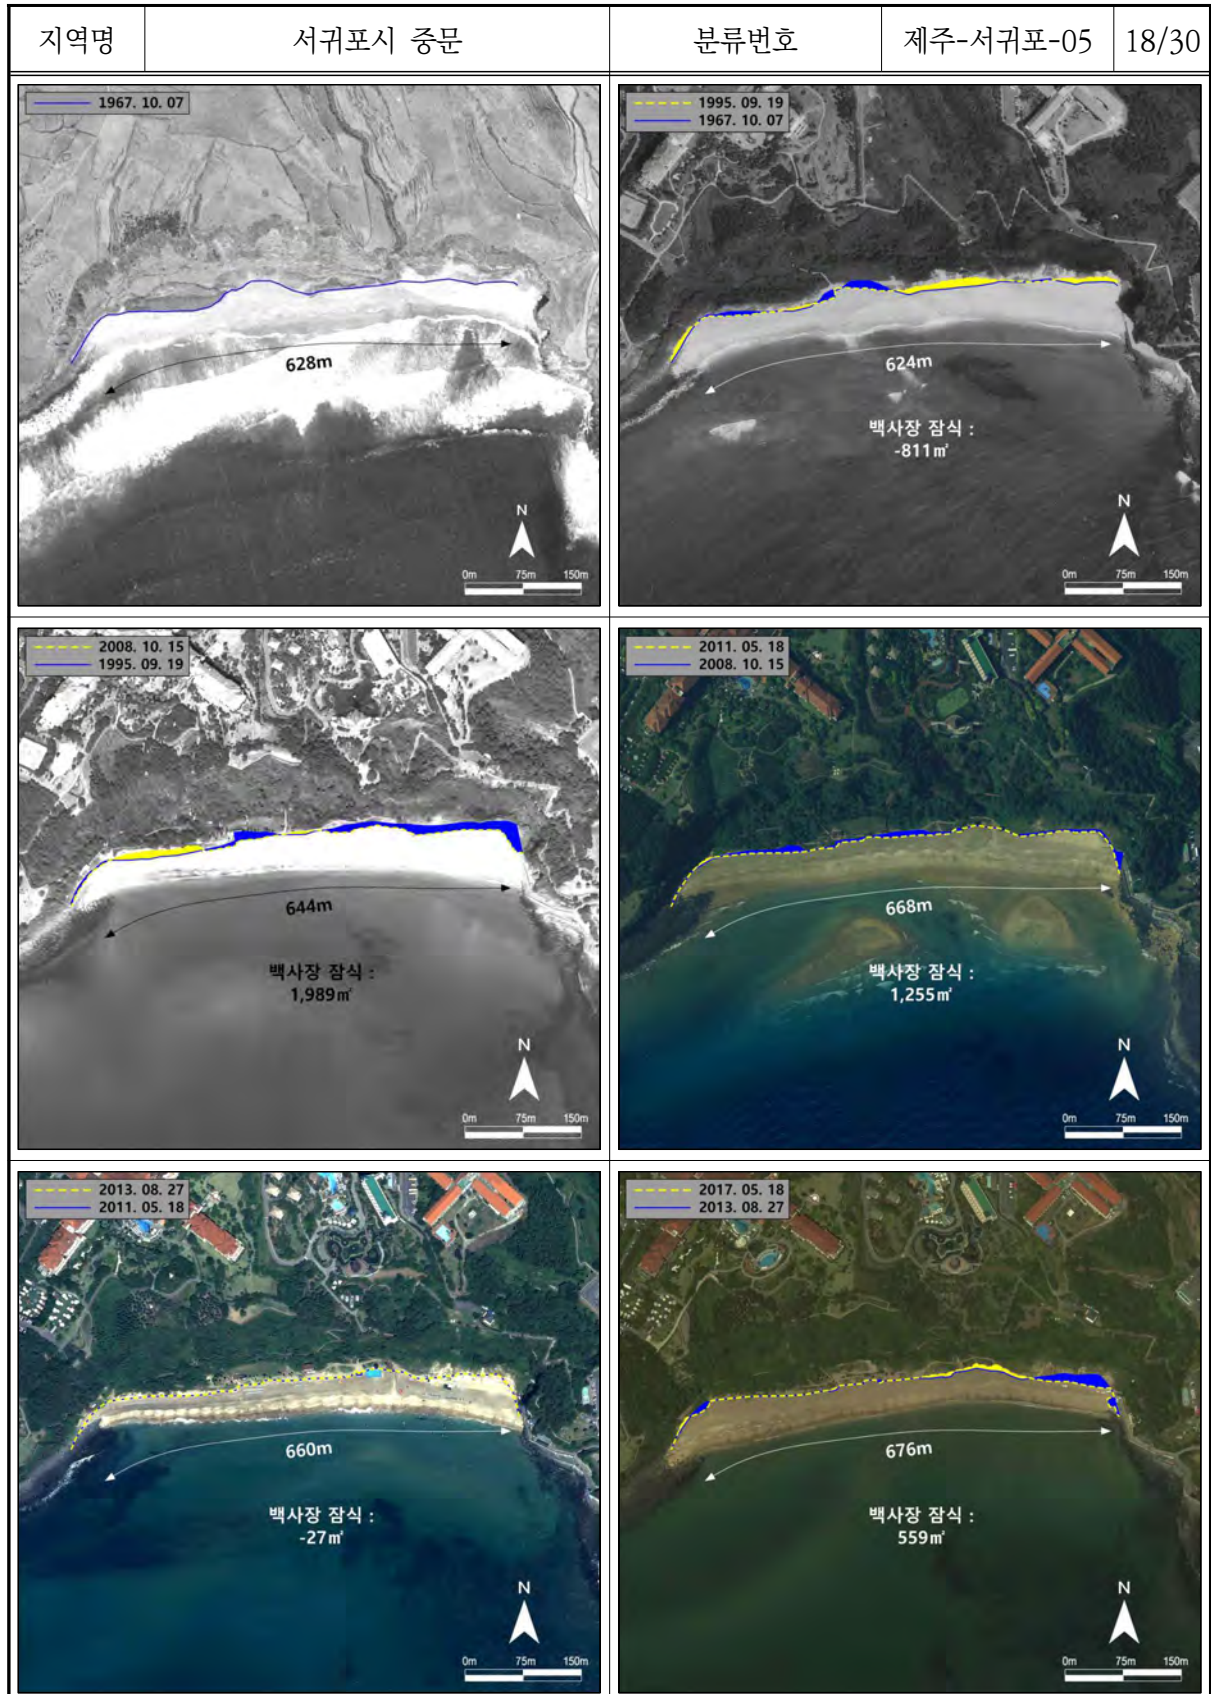 지역명 서귀포시 중문 분류번호 제주-서귀포-05 18/30
1967. 10. 07
628m
N
0m 75m 150m
1995. 09. 19
1967. 10. 07
624m
백사장 잠식 :
-811㎡
N
0m 75m 150m
2008. 10. 15
1995. 09. 19
644m
백사장 잠식 :
1,989㎡
N
0m 75m 150m
2011. 05. 18
2008. 10. 15
668m
백사장 잠식 :
1,255㎡
N
0m 75m 150m
2013. 08. 27
2011. 05. 18
660m
백사장 잠식 :
-27㎡
N
0m 75m 150m
2017. 05. 18
2013. 08. 27
676m
백사장 잠식 :
559㎡
N
0m 75m 150m